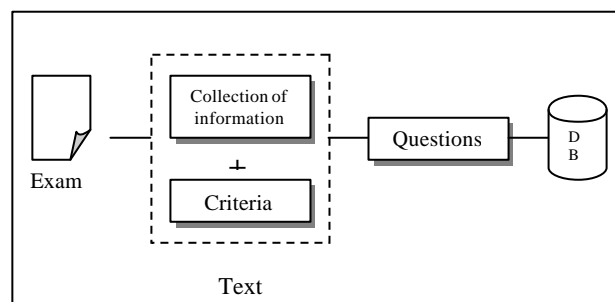 Collection of
information
+
Criteria
Exam
Questions
D
B
Text